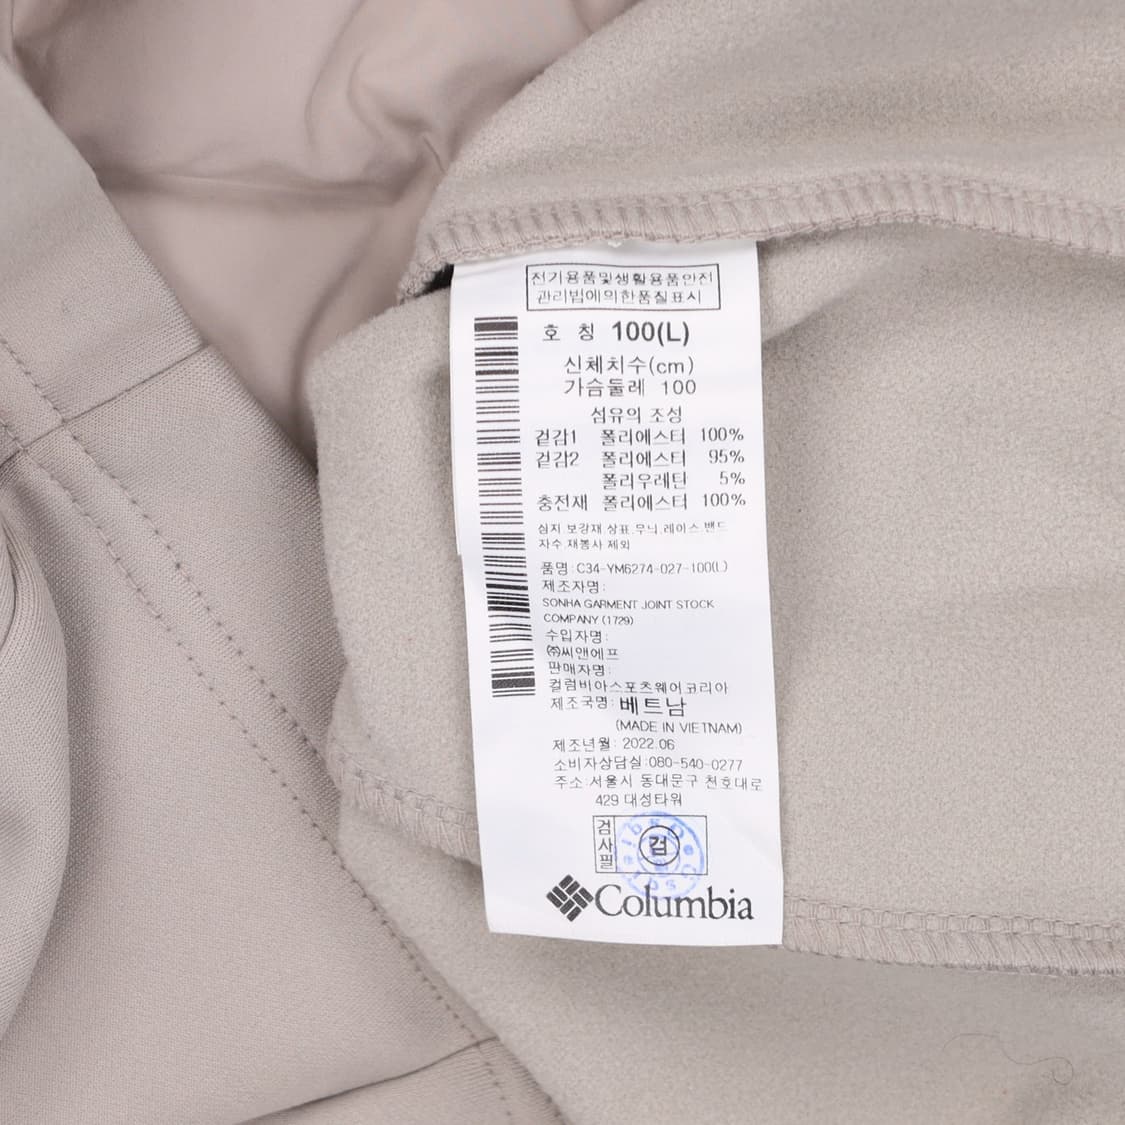 전기용품및생활용품안전
관리법에의한품질표시
호 칭 100(L)
신체치수(cm)
가슴둘레 100
섬유의 조성
겉감1 폴리에스터 100%
겉감2 폴리에스터 95%
폴리우레탄 5%
충전재 폴리에스터 100%
심지.보강재.상표.무늬.레이스.밴드
자수.재봉사 제외
품명:C34-YM6274-027-100(L)
제조자명:
SONHA GARMENT JOINT STOCK
COMPANY (1729)
수입자명:
㈜씨앤에프
판매자명:
컬럼비아스포츠웨어코리아
제조국명: 베트남
(MADE IN VIETNAM)
제조년월: 2022.06
소비자상담실:080-540-0277
주소:서울시 동대문구 천호대로
429 대성타워
검사필 검
Columbia